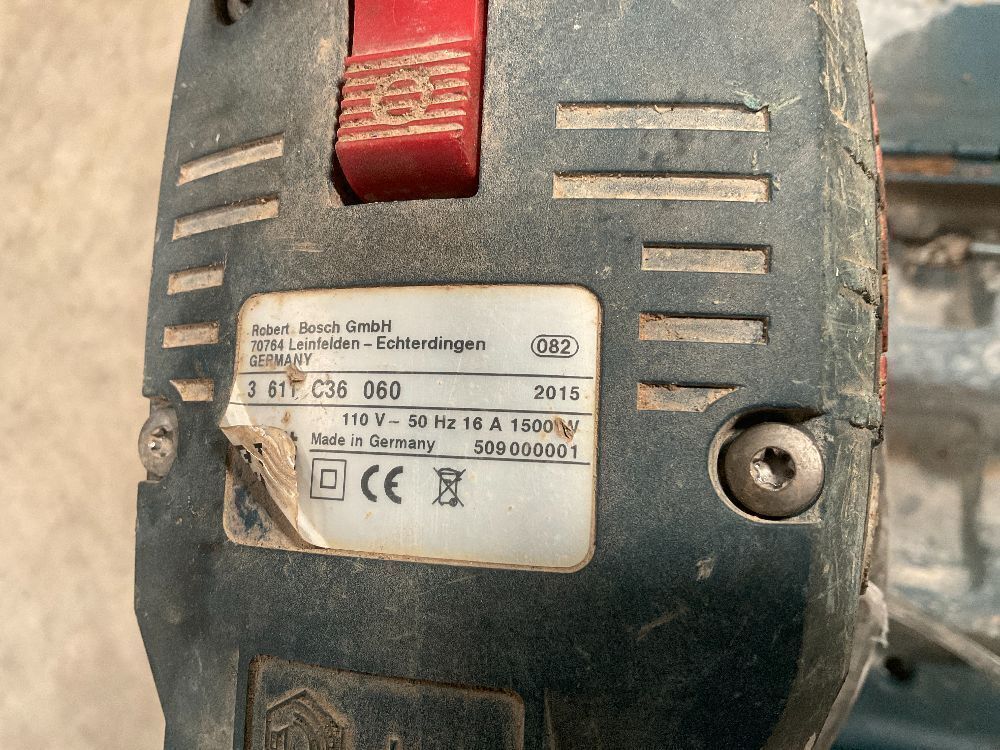 Robert Bosch GmbH
70764 Leinfelden – Echterdingen
082
GERMANY
3 611 C36 060
2015
110 V ~ 50 Hz 16 A 1500 W
Made in Germany
509000001
CE